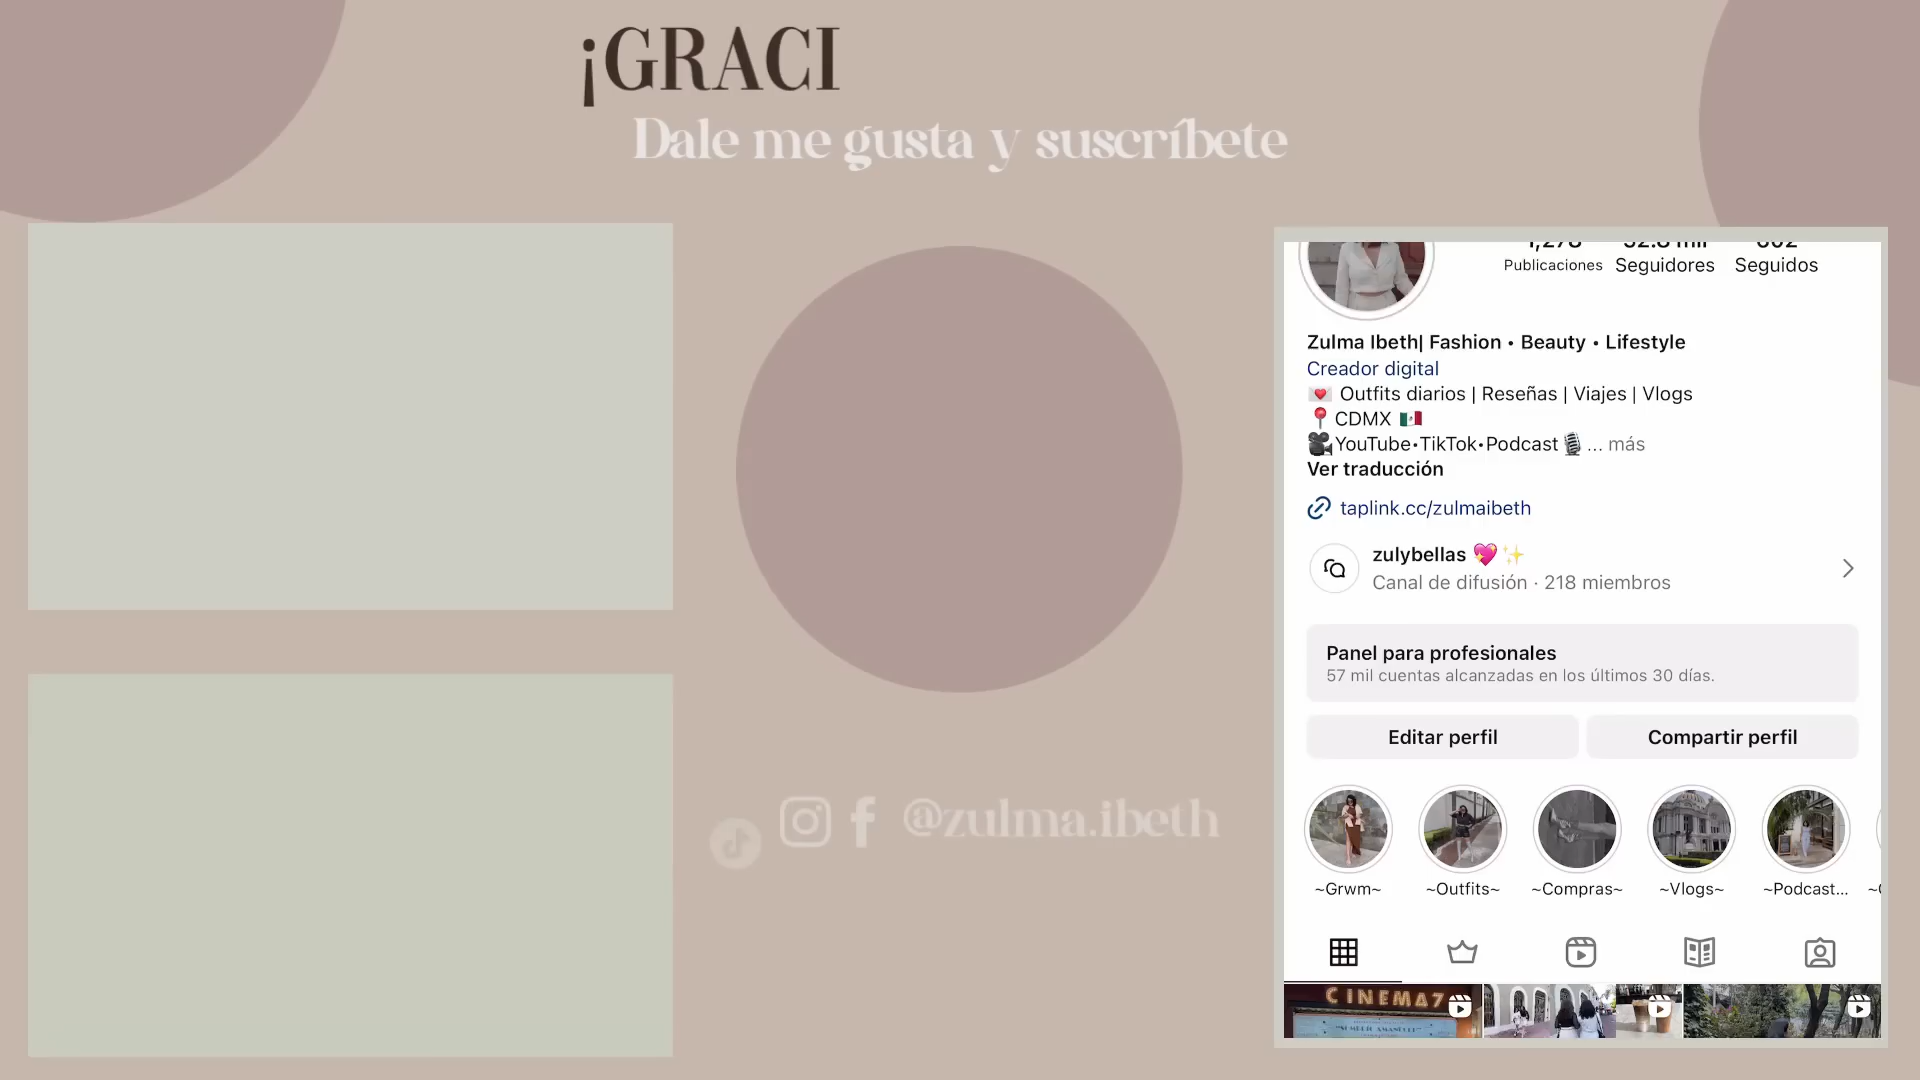 ¡GRACI
Dale me gusta y suscríbete
Publicaciones Seguidores Seguidos
Zulma Ibeth| Fashion • Beauty • Lifestyle
Creador digital
Outfits diarios | Reseñas | Viajes | Vlogs
CDMX
YouTube•TikTok•Podcast ... más
Ver traducción
taplink.cc/zulmaibeth
zulybellas
Canal de difusión · 218 miembros
Panel para profesionales
57 mil cuentas alcanzadas en los últimos 30 días.
Editar perfil
Compartir perfil
@zulma.ibeth
~Grwm~
~Outfits~
~Compras~
~Vlogs~
~Podcast...
CINEMA 7